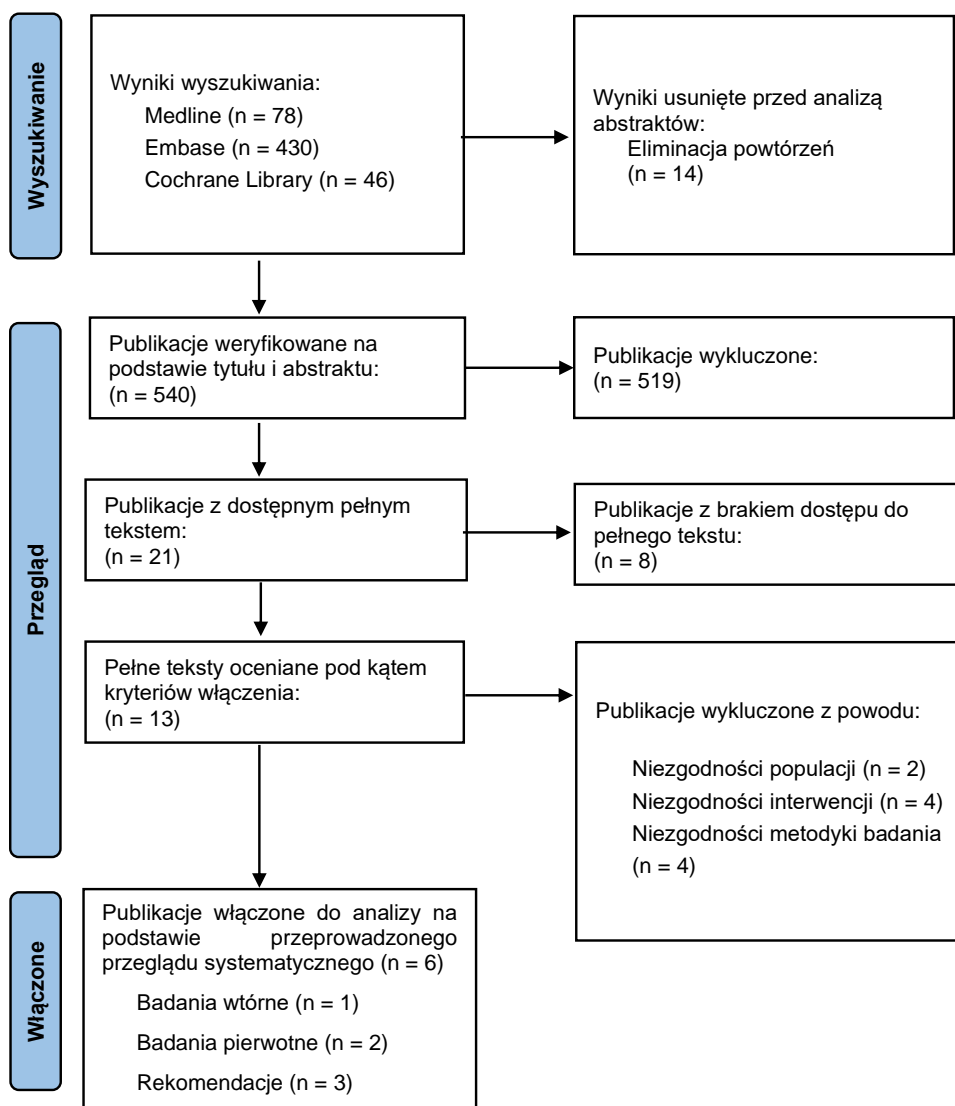 Wyszukiwanie
Wyniki wyszukiwania:
Medline (n = 78)
Embase (n = 430)
Cochrane Library (n = 46)
Wyniki usunięte przed analizą
abstraktów:
Eliminacja powtórzeń
(n = 14)
Przegląd
Publikacje weryfikowane na
podstawie tytułu i abstraktu:
(n = 540)
Publikacje wykluczone:
(n = 519)
Publikacje z dostępnym pełnym
tekstem:
(n = 21)
Publikacje z brakiem dostępu do
pełnego tekstu:
(n = 8)
Pełne teksty oceniane pod kątem
kryteriów włączenia:
(n = 13)
Publikacje wykluczone z powodu:
Niezgodności populacji (n = 2)
Niezgodności interwencji (n = 4)
Niezgodności metodyki badania
(n = 4)
Włączone
Publikacje włączone do analizy na
podstawie przeprowadzonego
przeglądu systematycznego (n = 6)
Badania wtórne (n = 1)
Badania pierwotne (n = 2)
Rekomendacje (n = 3)